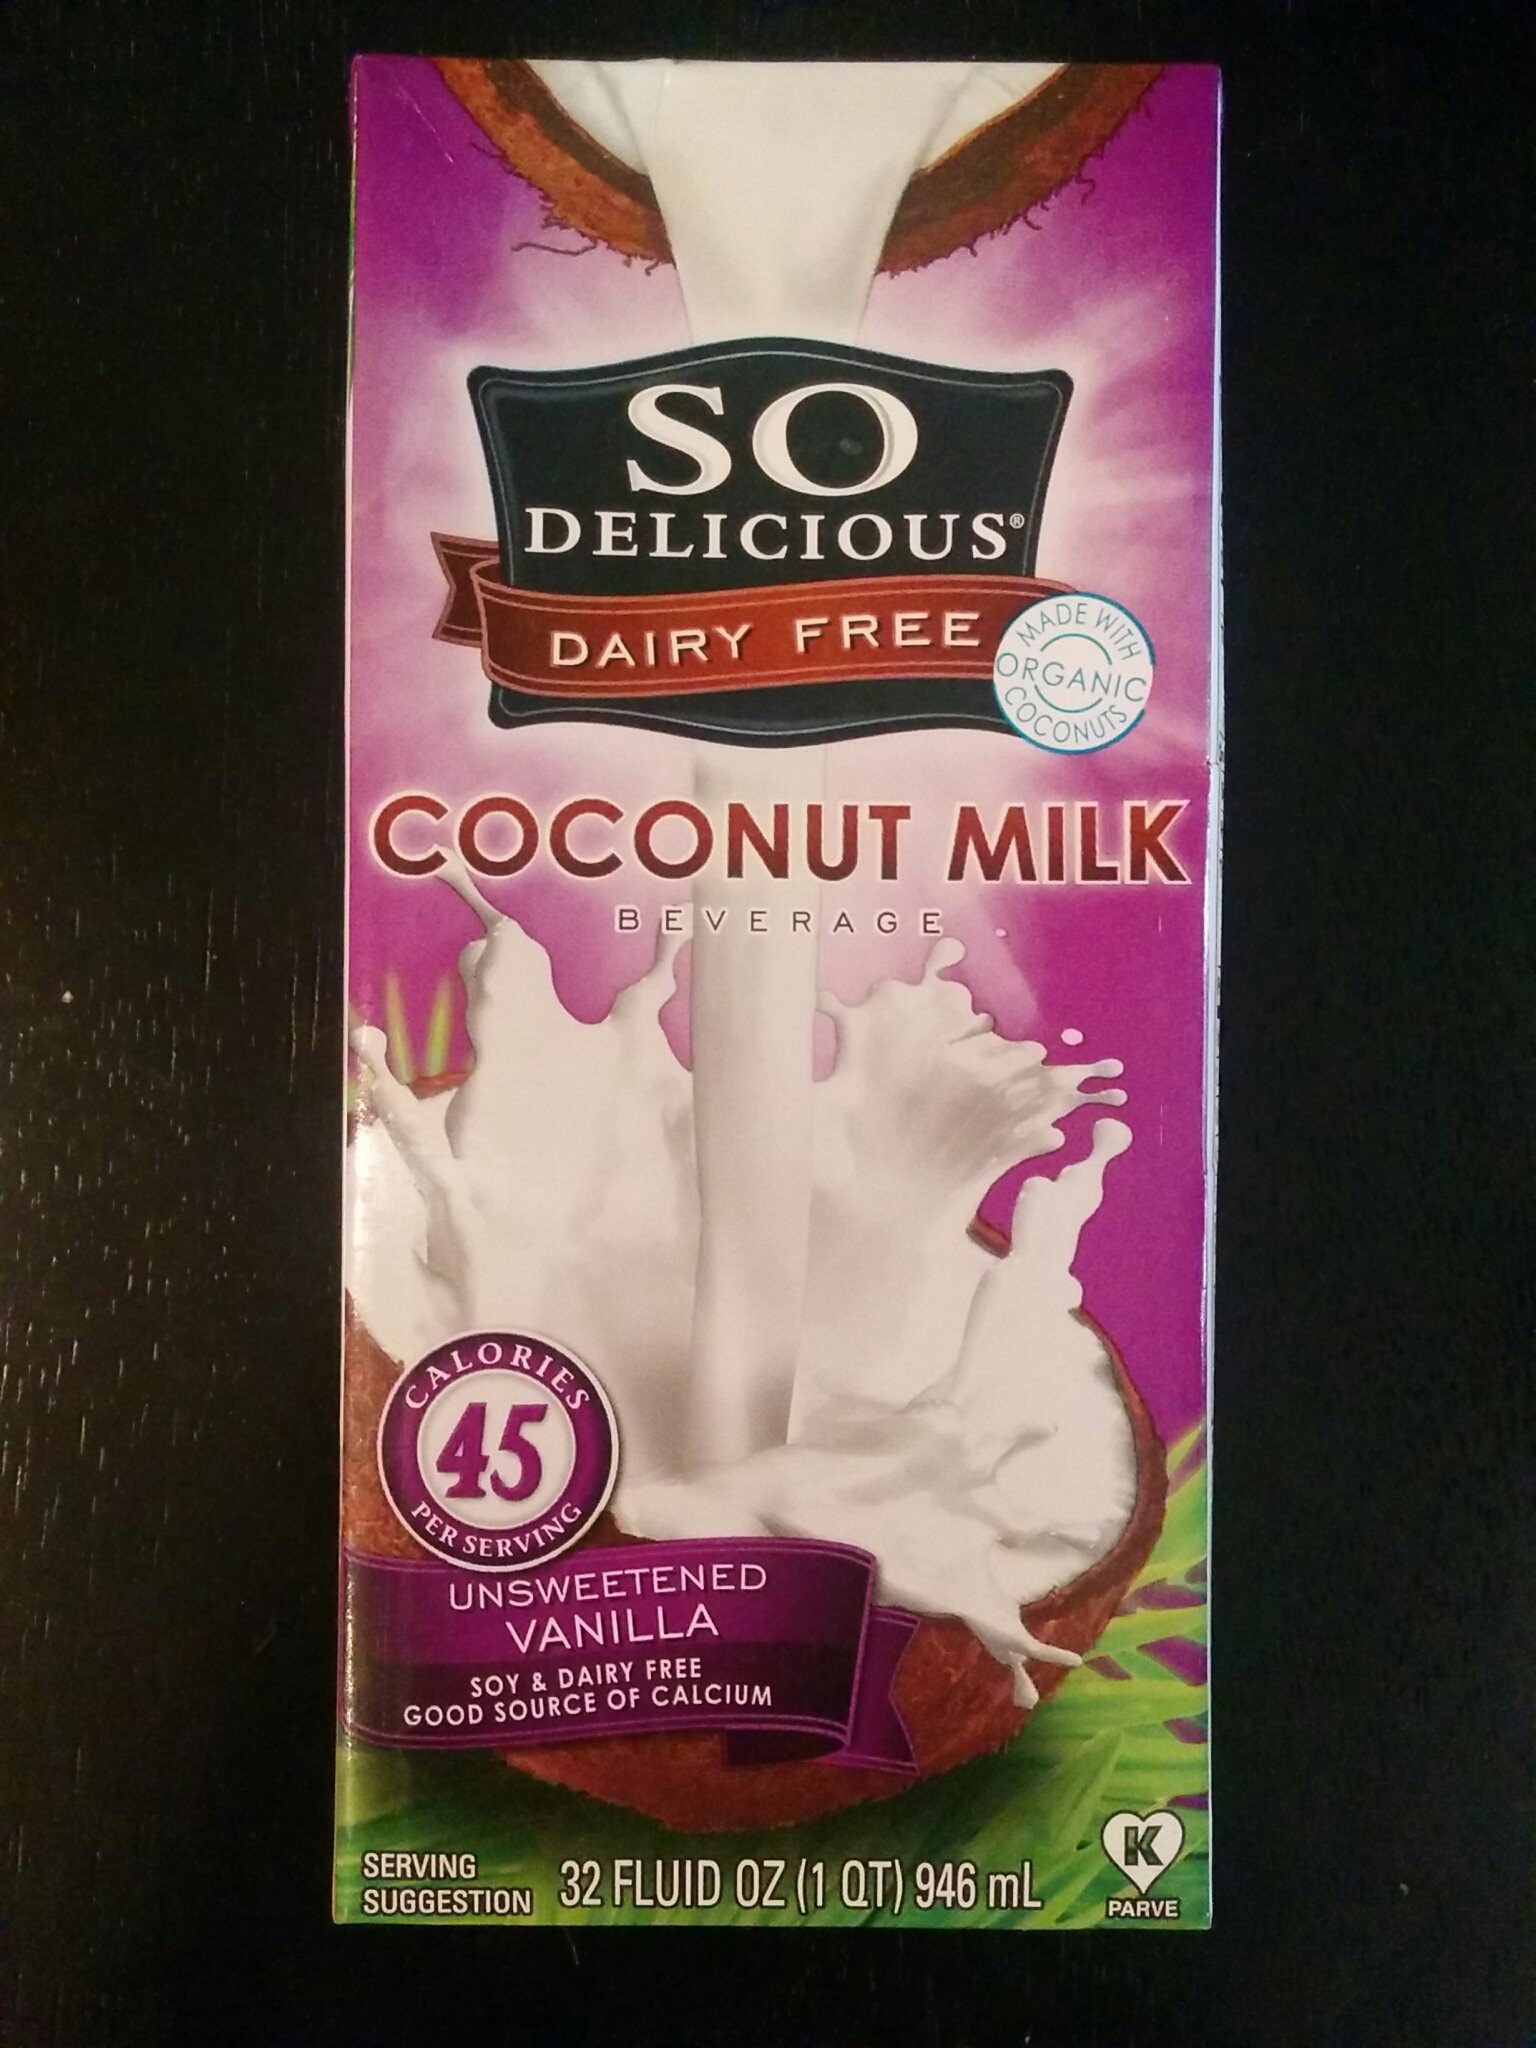 SO
DELICIOUS®
DAIRY FREE
MADE WITH
ORGANIC
COCONUTS
COCONUT MILK
BEVERAGE
CALORIES
45
PER SERVING
UNSWEETENED
VANILLA
SOY & DAIRY FREE
GOOD SOURCE OF CALCIUM
SERVING
SUGGESTION
32 FLUID OZ (1 QT) 946 mL
K
PARVE